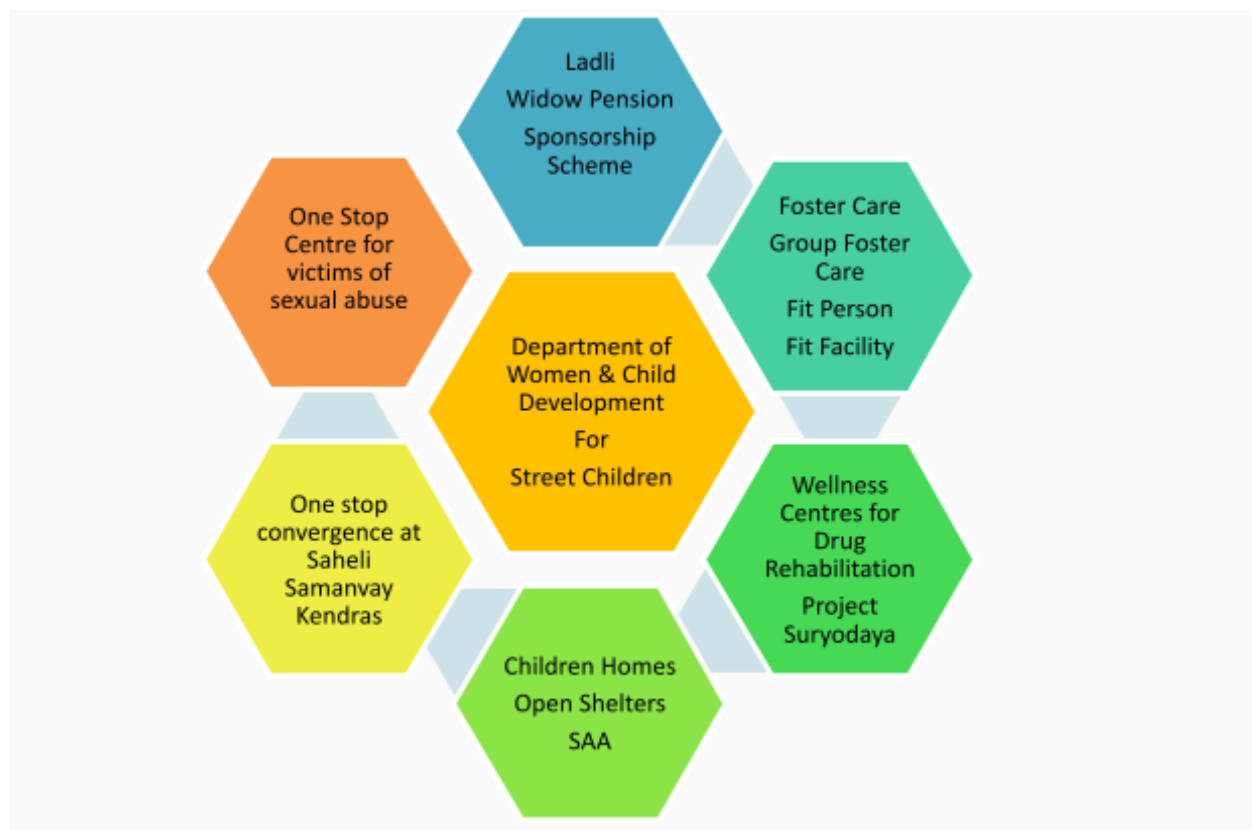 Ladli
Widow Pension
Sponsorship
Scheme
Foster Care
Group Foster
Care
Fit Person
Fit Facility
Wellness
Centres for
Drug
Rehabilitation
Project
Suryodaya
Children Homes
Open Shelters
SAA
One stop
convergence at
Saheli
Samanvay
Kendras
One Stop
Centre for
victims of
sexual abuse
Department of
Women & Child
Development
For
Street Children